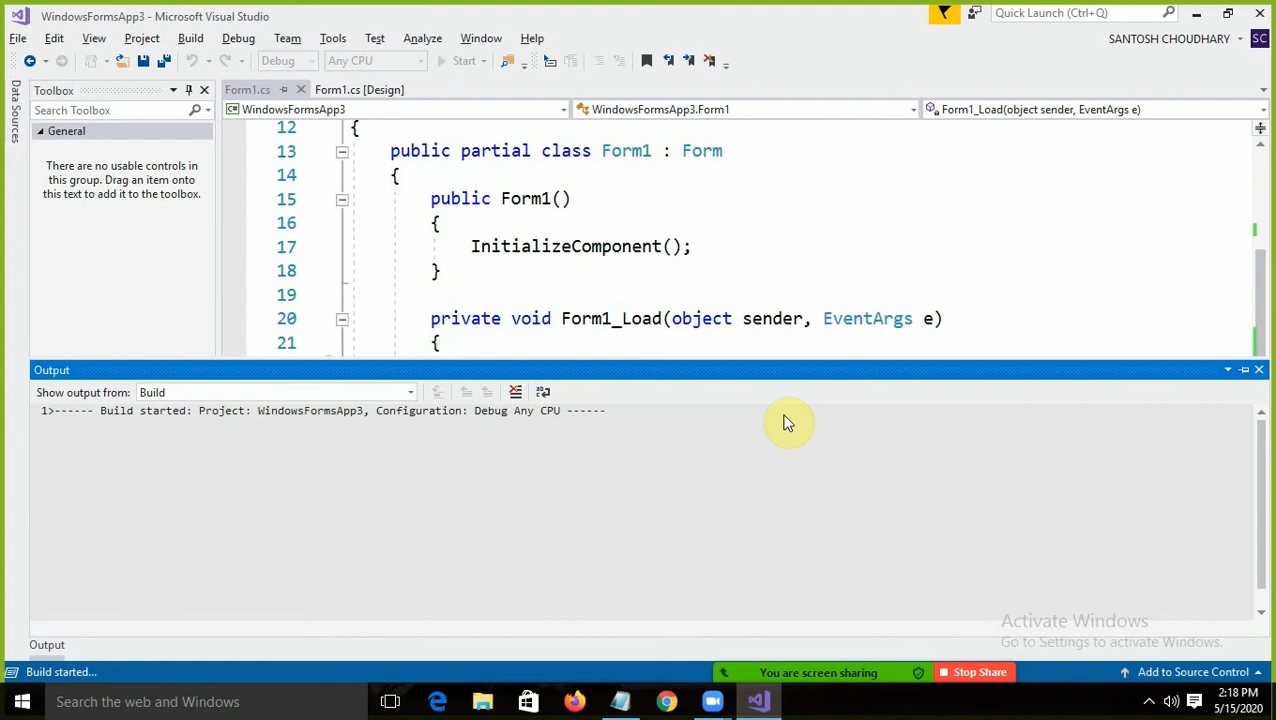 WindowsFormsApp3 - Microsoft Visual Studio
Quick Launch (Ctrl+Q)
File Edit View Project Build Debug Team Tools Test Analyze Window Help
SANTOSH CHOUDHARY SC
Debug Any CPU Start
Data Sources
Toolbox
Search Toolbox
General
There are no usable controls in
this group. Drag an item onto
this text to add it to the toolbox.
Form1.cs Form1.cs [Design]
WindowsFormsApp3 WindowsFormsApp3.Form1 Form1_Load(object sender, EventArgs e)
12 {
13 public partial class Form1 : Form
14 {
15 public Form1()
16 {
17 InitializeComponent();
18 }
19
20 private void Form1_Load(object sender, EventArgs e)
21 {
Output
Show output from: Build
1>------ Build started: Project: WindowsFormsApp3, Configuration: Debug Any CPU ------
Activate Windows
Go to Settings to activate Windows.
Output
Build started...
You are screen sharing Stop Share
Add to Source Control
Search the web and Windows
2:18 PM
5/15/2020